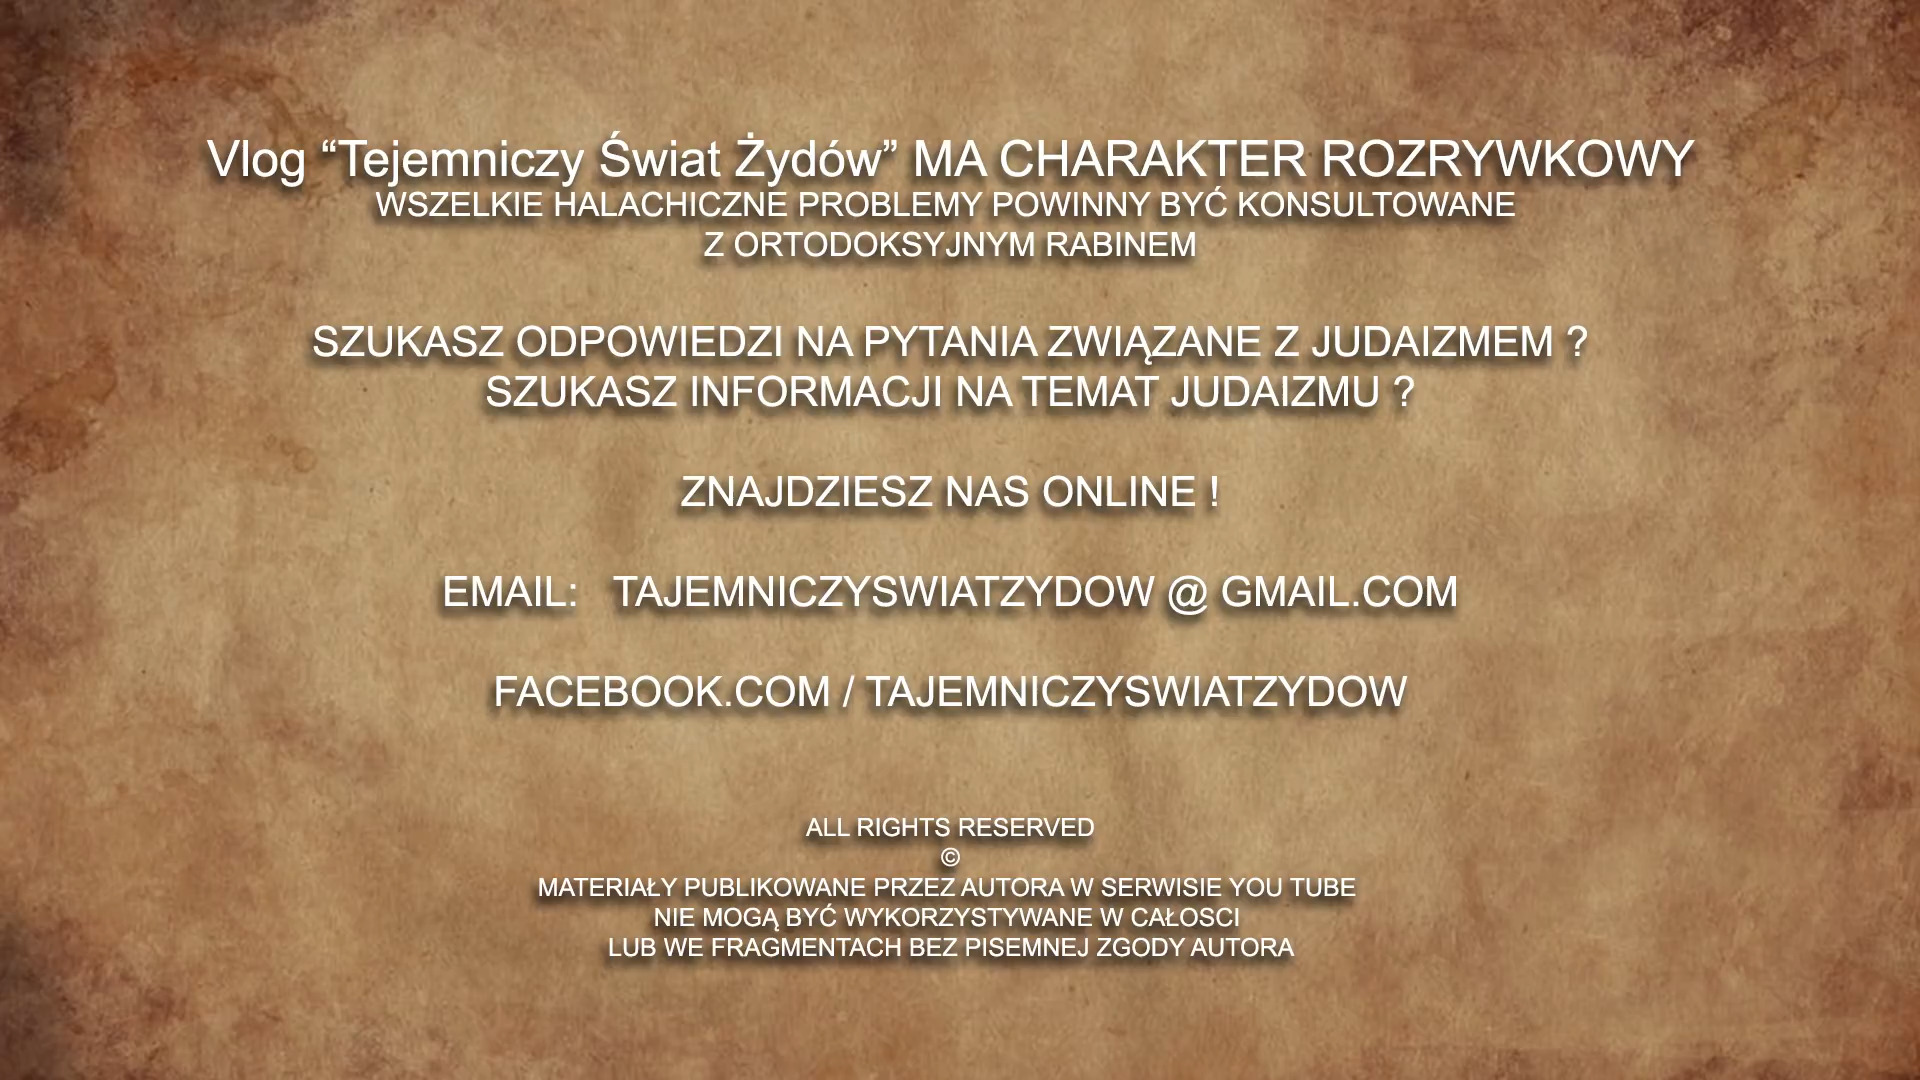 Vlog “Tejemniczy Świat Żydów” MA CHARAKTER ROZRYWKOWY
WSZELKIE HALACHICZNE PROBLEMY POWINNY BYĆ KONSULTOWANE
Z ORTODOKSYJNYM RABINEM
SZUKASZ ODPOWIEDZI NA PYTANIA ZWIĄZANE Z JUDAIZMEM ?
SZUKASZ INFORMACJI NA TEMAT JUDAIZMU ?
ZNAJDZIESZ NAS ONLINE !
EMAIL: TAJEMNICZYSWIATZYDOW @ GMAIL.COM
FACEBOOK.COM / TAJEMNICZYSWIATZYDOW
ALL RIGHTS RESERVED
©
MATERIAŁY PUBLIKOWANE PRZEZ AUTORA W SERWISIE YOU TUBE
NIE MOGĄ BYĆ WYKORZYSTYWANE W CAŁOSCI
LUB WE FRAGMENTACH BEZ PISEMNEJ ZGODY AUTORA